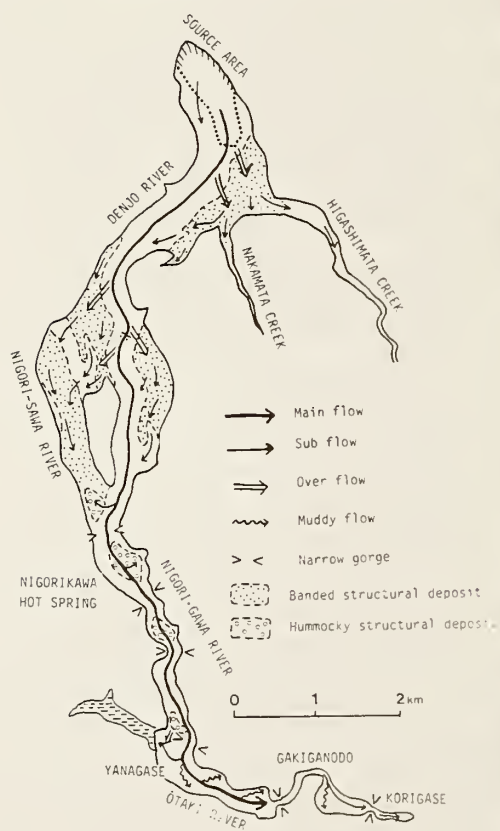 SOURCE AREA
DENJO RIVER
HIGASHIMATA CREEK
NAKAMATA CREEK
NIGORI-SAWA RIVER
Main flow
Sub flow
Over flow
Muddy flow
Narrow gorge
Banded structural deposit
Hummocky structural
NIGORIKAWA
HOT SPRING
NIGORI-GAWA RIVER
0 1 2 km
GAKIGANODO
YANAGASE
KORIGASE
ŌTAKI RIVER